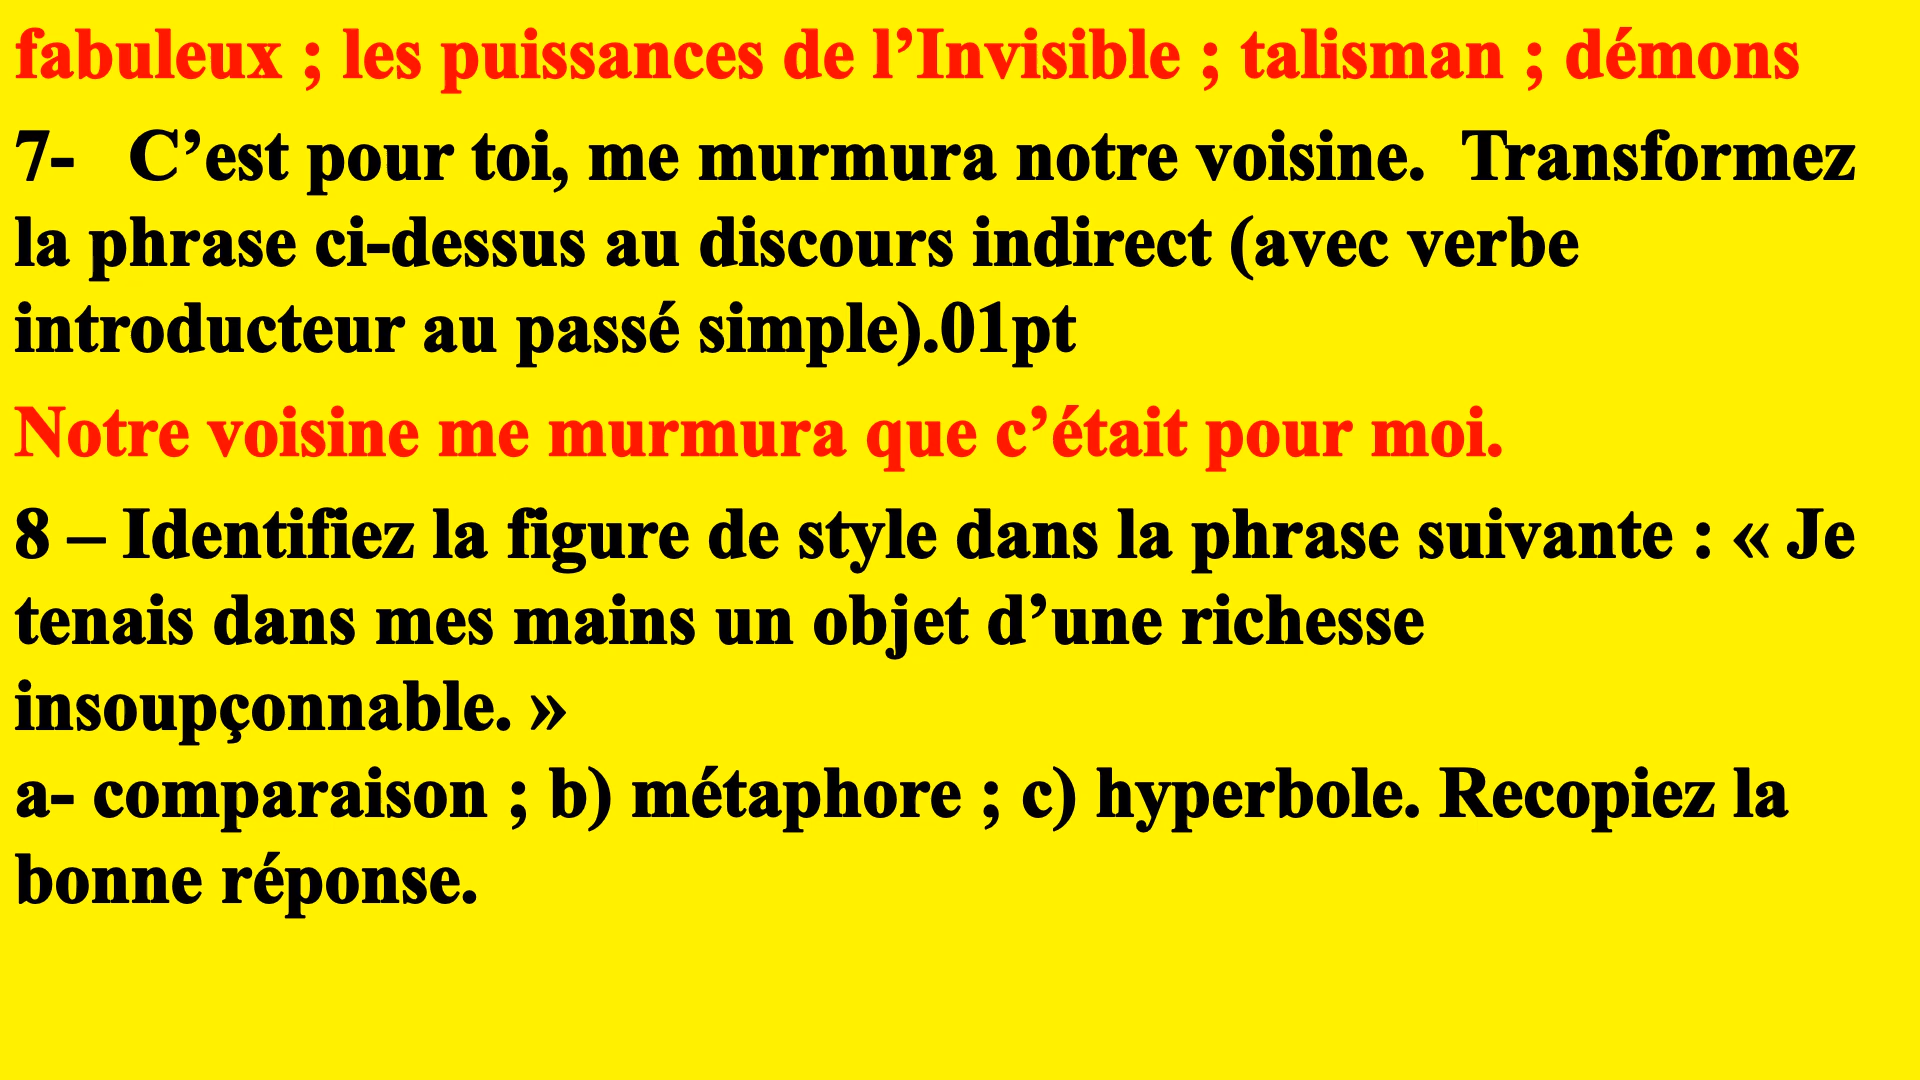 fabuleux ; les puissances de l’Invisible ; talisman ; démons
7-   C’est pour toi, me murmura notre voisine.  Transformez
la phrase ci-dessus au discours indirect (avec verbe
introducteur au passé simple).01pt
Notre voisine me murmura que c’était pour moi.
8 – Identifiez la figure de style dans la phrase suivante : « Je
tenais dans mes mains un objet d’une richesse
insoupçonnable. »
a- comparaison ; b) métaphore ; c) hyperbole. Recopiez la
bonne réponse.